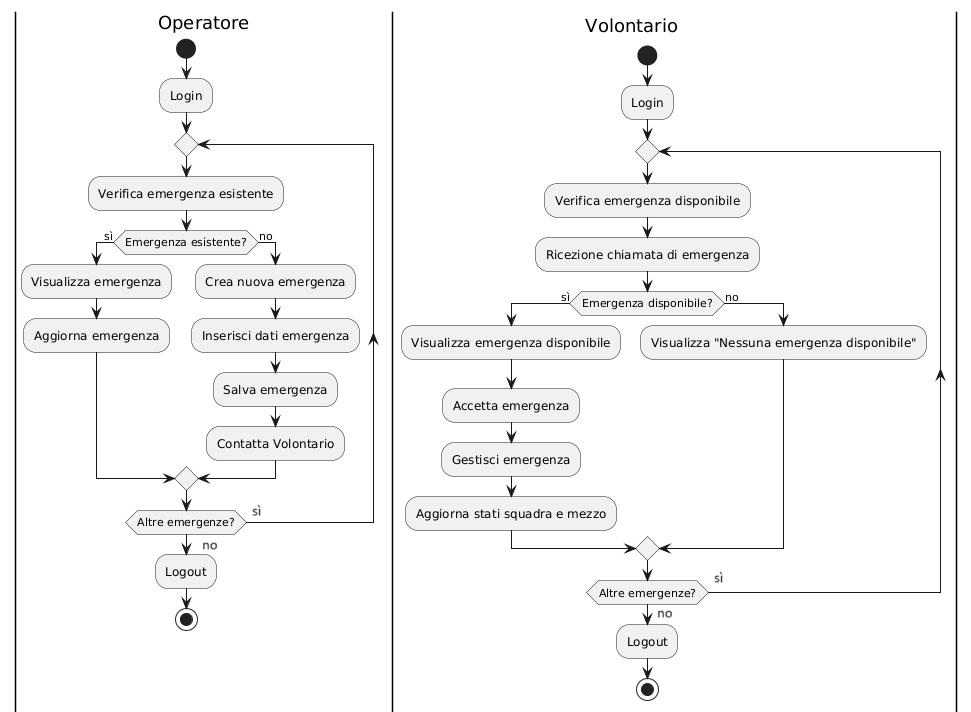 Operatore
Login
Verifica emergenza esistente
sì
Emergenza esistente?
no
Visualizza emergenza
Crea nuova emergenza
Aggiorna emergenza
Inserisci dati emergenza
Salva emergenza
Contatta Volontario
Altre emergenze?
sì
no
Logout
Volontario
Login
Verifica emergenza disponibile
Ricezione chiamata di emergenza
sì
Emergenza disponibile?
no
Visualizza emergenza disponibile
Visualizza "Nessuna emergenza disponibile"
Accetta emergenza
Gestisci emergenza
Aggiorna stati squadra e mezzo
Altre emergenze?
sì
no
Logout